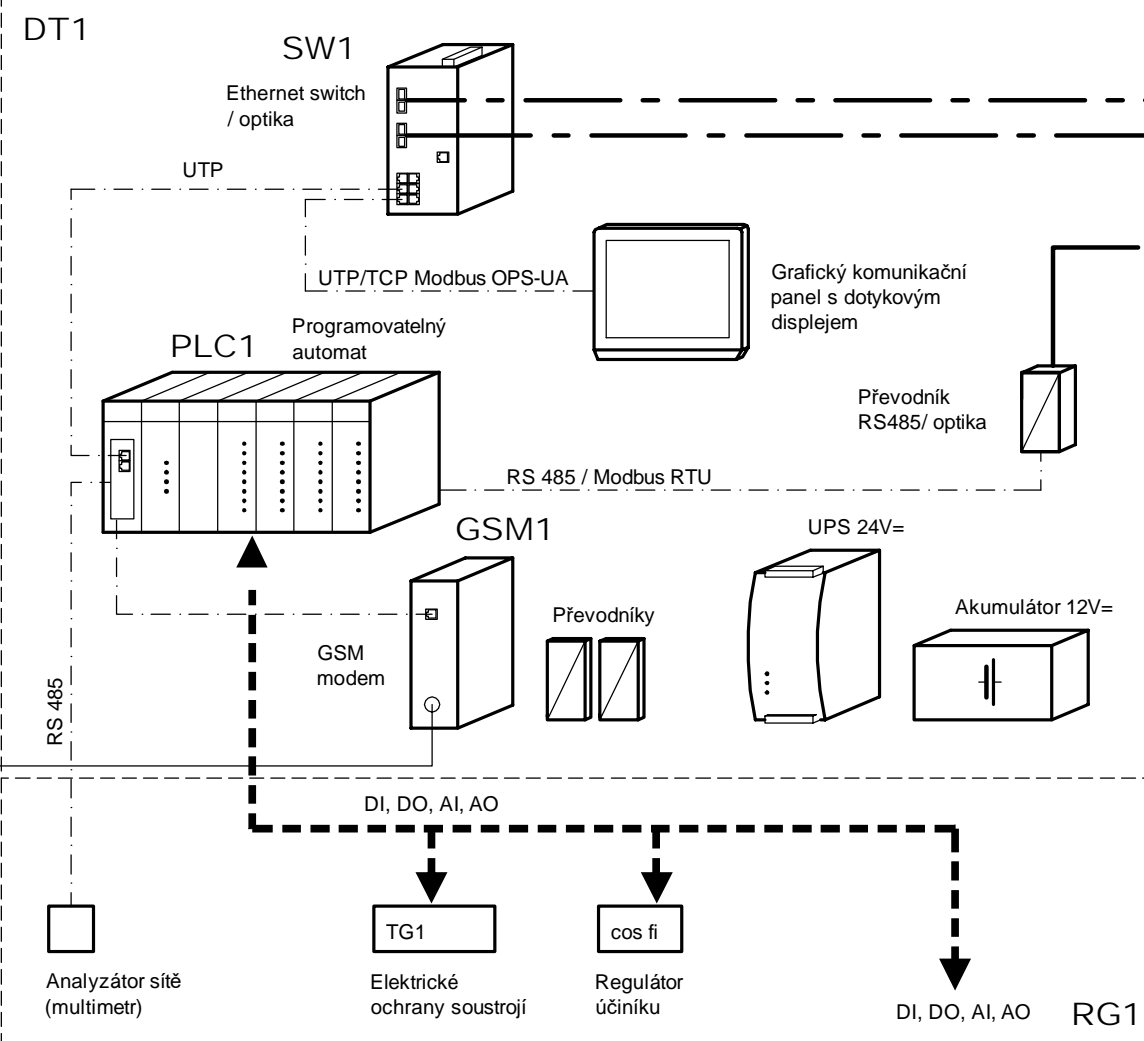 DT1
SW1
Ethernet switch
/ optika
UTP
UTP/TCP Modbus OPS-UA
Grafický komunikační
panel s dotykovým
displejem
PLC1
Programovatelný
automat
Převodník
RS485/ optika
RS 485 / Modbus RTU
GSM1
UPS 24V=
Převodníky
Akumulátor 12V=
GSM
modem
RS 485
DI, DO, AI, AO
TG1
cos fi
Analyzátor sítě
(multimetr)
Elektrické
ochrany soustrojí
Regulátor
účiníku
DI, DO, AI, AO
RG1